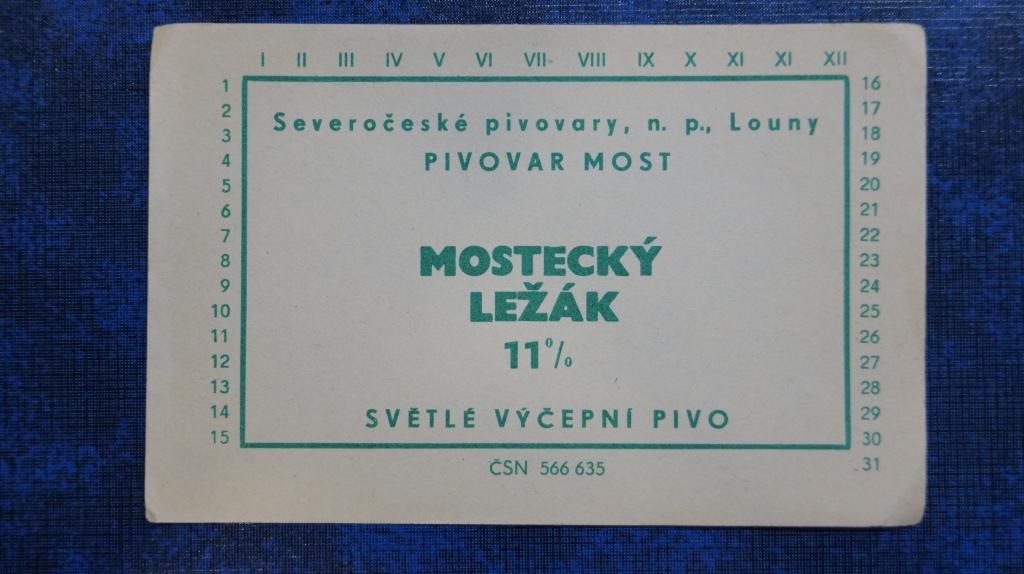 I II III IV V VI VII VIII IX X XI XI XII
1 16
2 17
3 18
4 19
5 20
6 21
7 22
8 23
9 24
10 25
11 26
12 27
13 28
14 29
15 30
31
Severočeské pivovary, n. p., Louny
PIVOVAR MOST
MOSTECKÝ
LEŽÁK
11%
SVĚTLÉ VÝČEPNÍ PIVO
ČSN 566 635